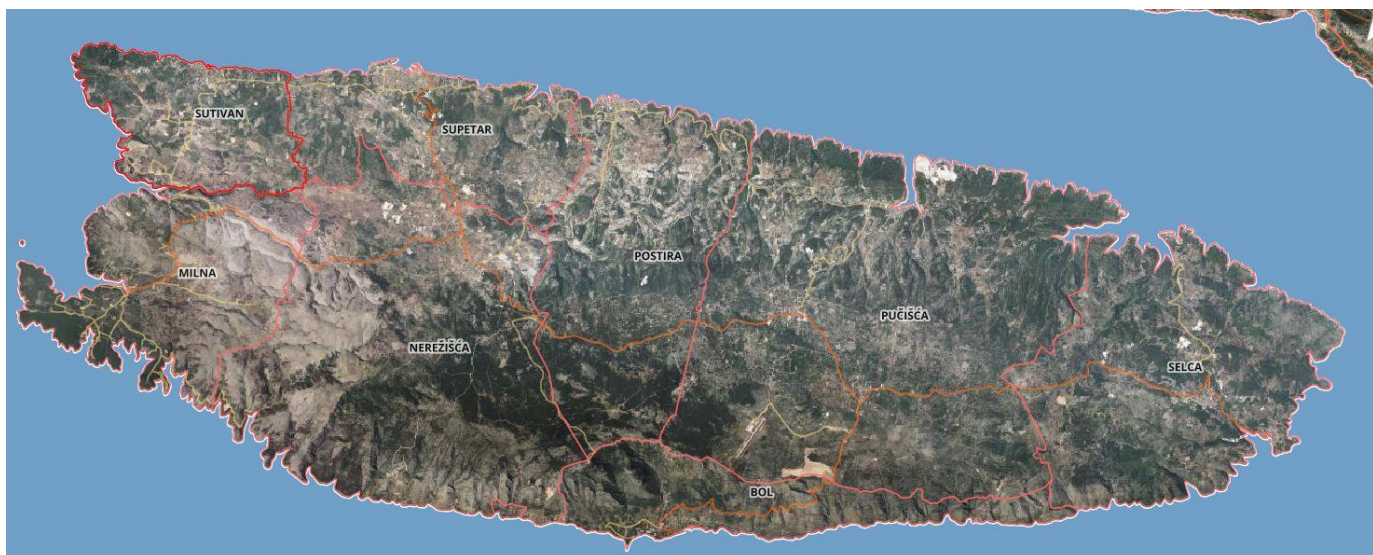 SUTIVAN
SUPETAR
POSTIRA
MILNA
PUČIŠĆA
NEREŽIŠĆA
SELCA
BOL